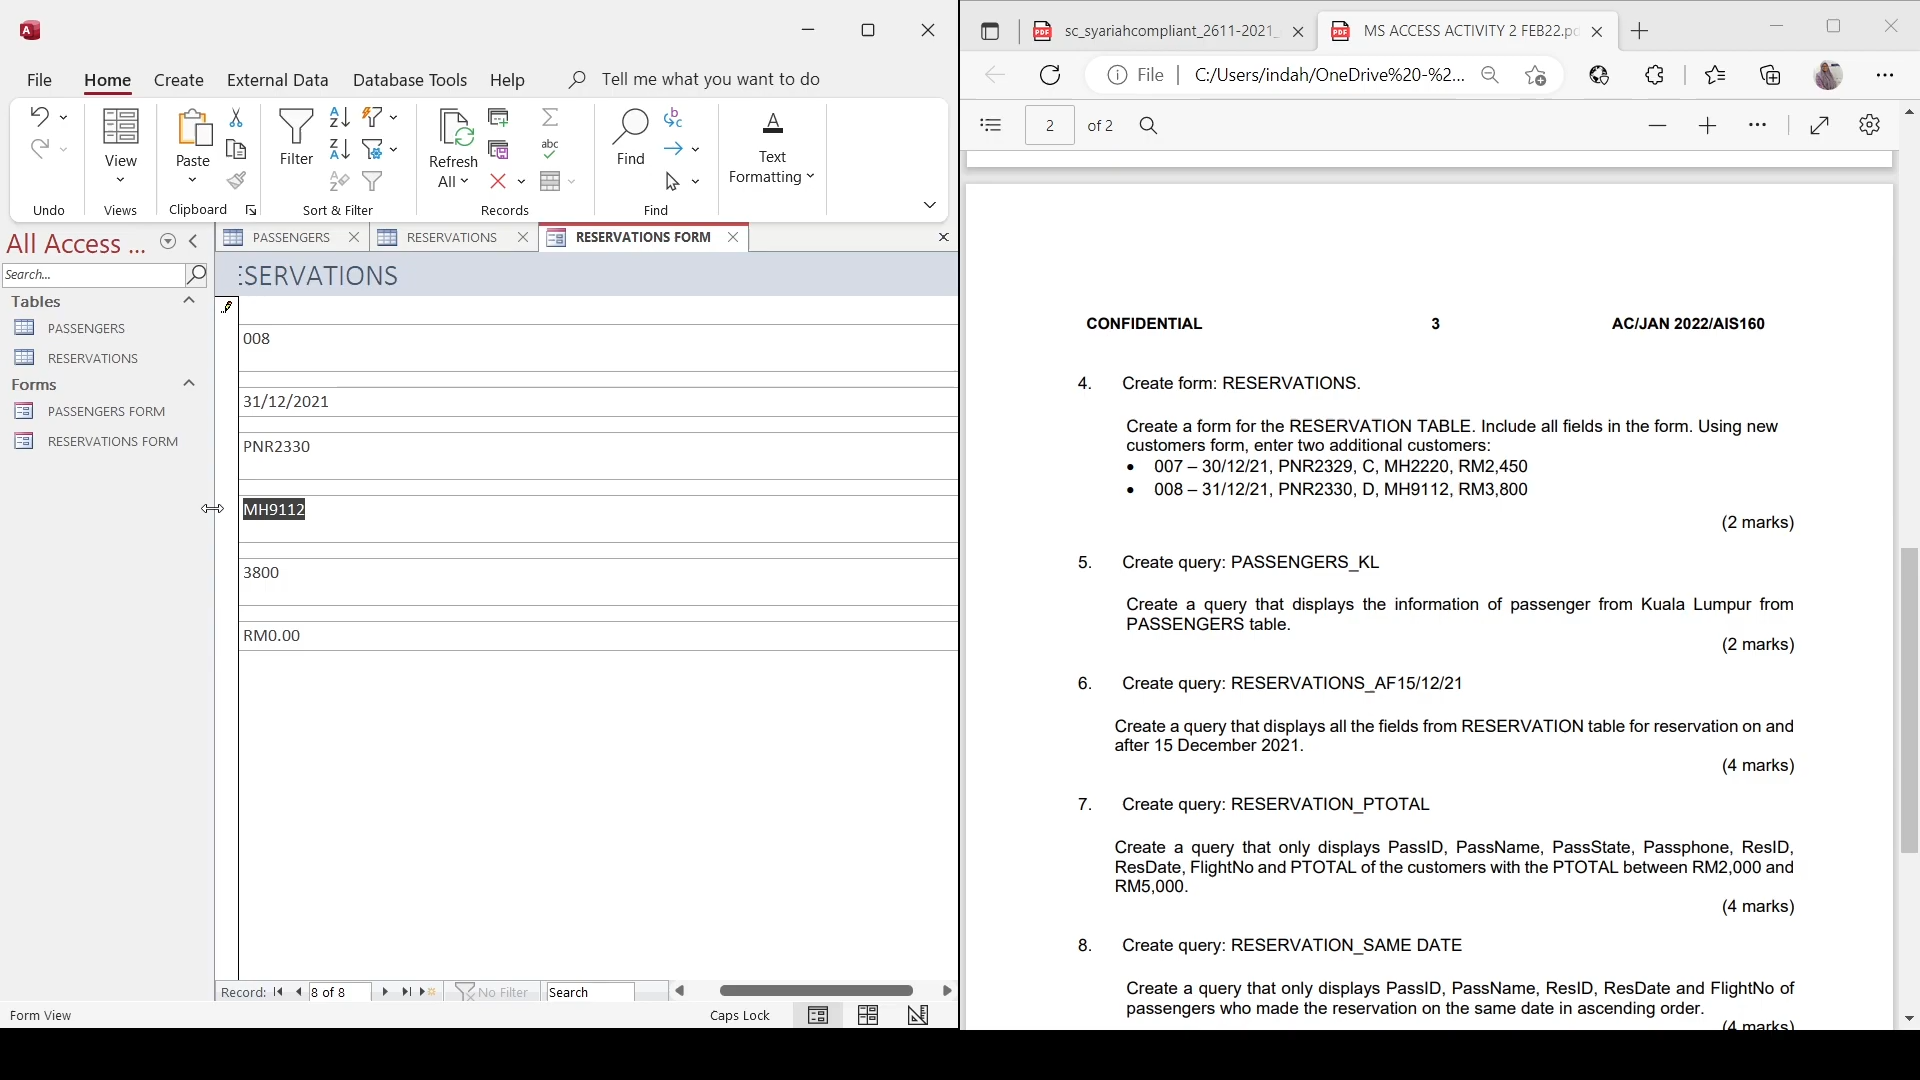 File
Home
Create
External Data
Database Tools
Help
Tell me what you want to do
Undo
View
Views
Paste
Clipboard
Filter
Sort & Filter
Refresh
All
Records
Find
Find
Text
Formatting
All Access ...
Search...
Tables
PASSENGERS
RESERVATIONS
Forms
PASSENGERS FORM
RESERVATIONS FORM
PASSENGERS
RESERVATIONS
RESERVATIONS FORM
ESERVATIONS
008
31/12/2021
PNR2330
MH9112
3800
RM0.00
Record:
8 of 8
No Filter
Search
Form View
Caps Lock
sc_syariahcompliant_2611-2021_
MS ACCESS ACTIVITY 2 FEB22.pd
File
C:/Users/indah/OneDrive%20-%2...
2
of 2
CONFIDENTIAL 3 AC/JAN 2022/AIS160
4. Create form: RESERVATIONS.
Create a form for the RESERVATION TABLE. Include all fields in the form. Using new
customers form, enter two additional customers:
• 007 – 30/12/21, PNR2329, C, MH2220, RM2,450
• 008 – 31/12/21, PNR2330, D, MH9112, RM3,800
(2 marks)
5. Create query: PASSENGERS_KL
Create a query that displays the information of passenger from Kuala Lumpur from
PASSENGERS table.
(2 marks)
6. Create query: RESERVATIONS_AF15/12/21
Create a query that displays all the fields from RESERVATION table for reservation on and
after 15 December 2021.
(4 marks)
7. Create query: RESERVATION_PTOTAL
Create a query that only displays PassID, PassName, PassState, Passphone, ResID,
ResDate, FlightNo and PTOTAL of the customers with the PTOTAL between RM2,000 and
RM5,000.
(4 marks)
8. Create query: RESERVATION_SAME DATE
Create a query that only displays PassID, PassName, ResID, ResDate and FlightNo of
passengers who made the reservation on the same date in ascending order.
(4 marks)